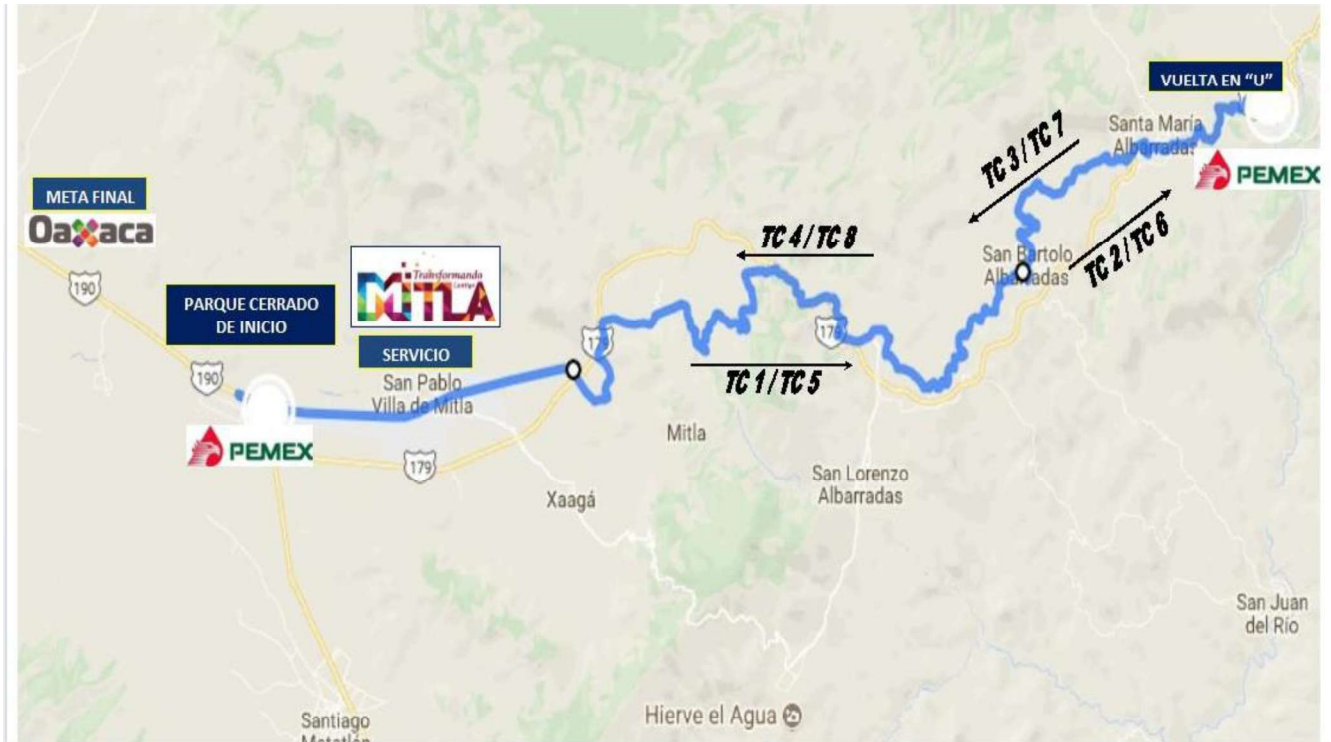 VUELTA EN “U”
Santa María
Albarradas
PEMEX
TC 3 / TC 7
META FINAL
Oaxaca
TC 4 / TC 8
San Bartolo
Albarradas
TC 2 / TC 6
190
PARQUE CERRADO
DE INICIO
Transformando
Contigo
MITLA
SERVICIO
179
179
190
San Pablo
Villa de Mitla
TC 1 / TC 5
PEMEX
179
Mitla
San Lorenzo
Albarradas
Xaagá
San Juan
del Río
Hierve el Agua
Santiago
Matatlán